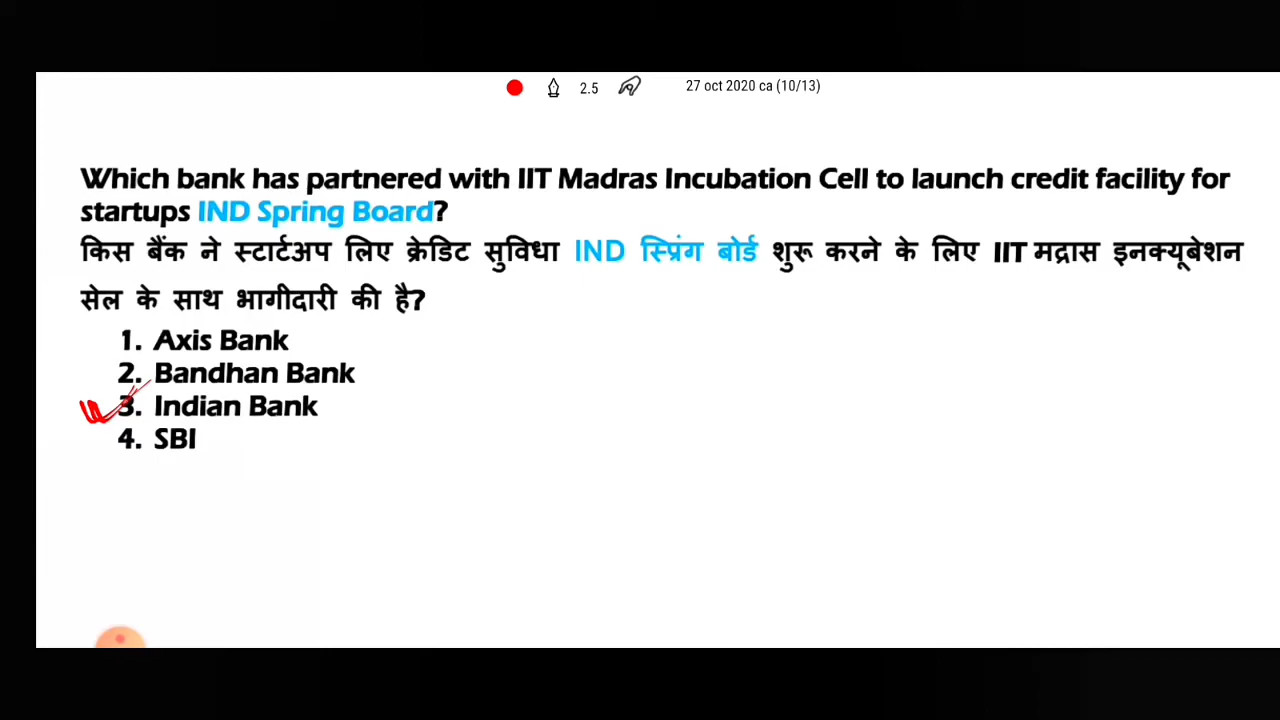 2.5 27 oct 2020 ca (10/13)
Which bank has partnered with IIT Madras Incubation Cell to launch credit facility for
startups IND Spring Board?
किस बैंक ने स्टार्टअप लिए क्रेडिट सुविधा IND स्प्रिंग बोर्ड शुरू करने के लिए IIT मद्रास इनक्यूबेशन
सेल के साथ भागीदारी की है?
1. Axis Bank
2. Bandhan Bank
3. Indian Bank
4. SBI